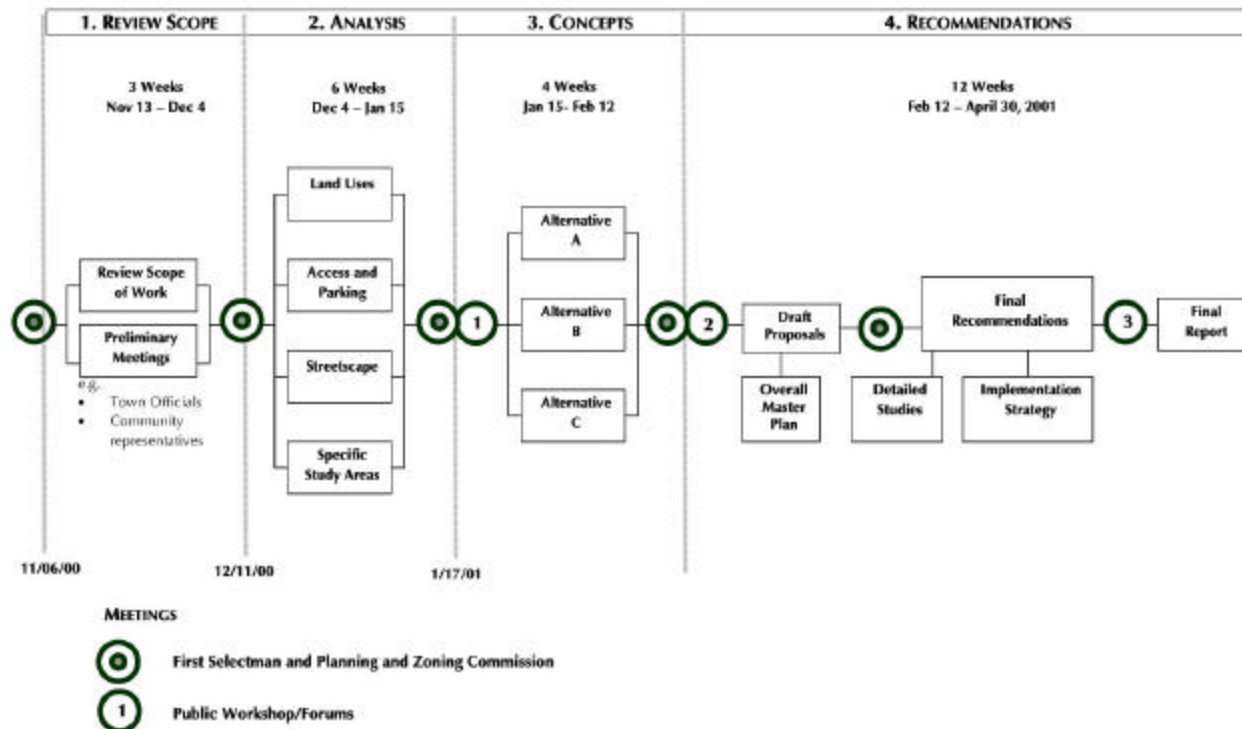 1. REVIEW SCOPE
2. ANALYSIS
3. CONCEPTS
4. RECOMMENDATIONS
3 Weeks
Nov 13 – Dec 4
6 Weeks
Dec 4 – Jan 15
4 Weeks
Jan 15- Feb 12
12 Weeks
Feb 12 – April 30, 2001
Review Scope
of Work
Preliminary
Meetings
e.g.
• Town Officials
• Community
representatives
Land Uses
Access and
Parking
Streetscape
Specific
Study Areas
1
Alternative
A
Alternative
B
Alternative
C
2
Draft
Proposals
Overall
Master
Plan
Final
Recommendations
Detailed
Studies
Implementation
Strategy
3
Final
Report
11/06/00
12/11/00
1/17/01
MEETINGS
First Selectman and Planning and Zoning Commission
1
Public Workshop/Forums